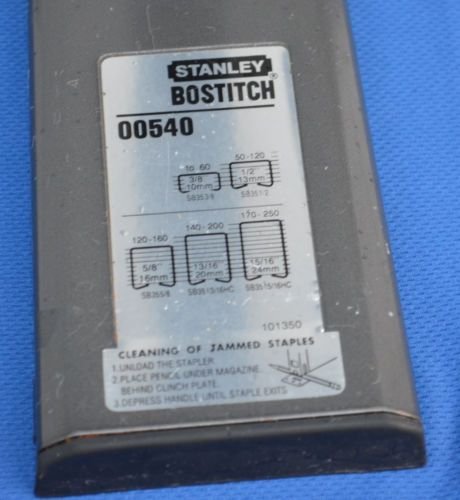 STANLEY
®
BOSTITCH
00540
10 60
3/8"
10mm
SB353/8
50-120
1/2"
13mm
SB351/2
120-160
5/8"
16mm
SB355/8
140-200
13/16"
20mm
SB3513/16HC
170-250
15/16"
24mm
SB3515/16HC
101350
CLEANING OF JAMMED STAPLES
1.UNLOAD THE STAPLER.
2.PLACE PENCIL UNDER MAGAZINE.
BEHIND CLINCH PLATE.
3.DEPRESS HANDLE UNTIL STAPLE EXITS